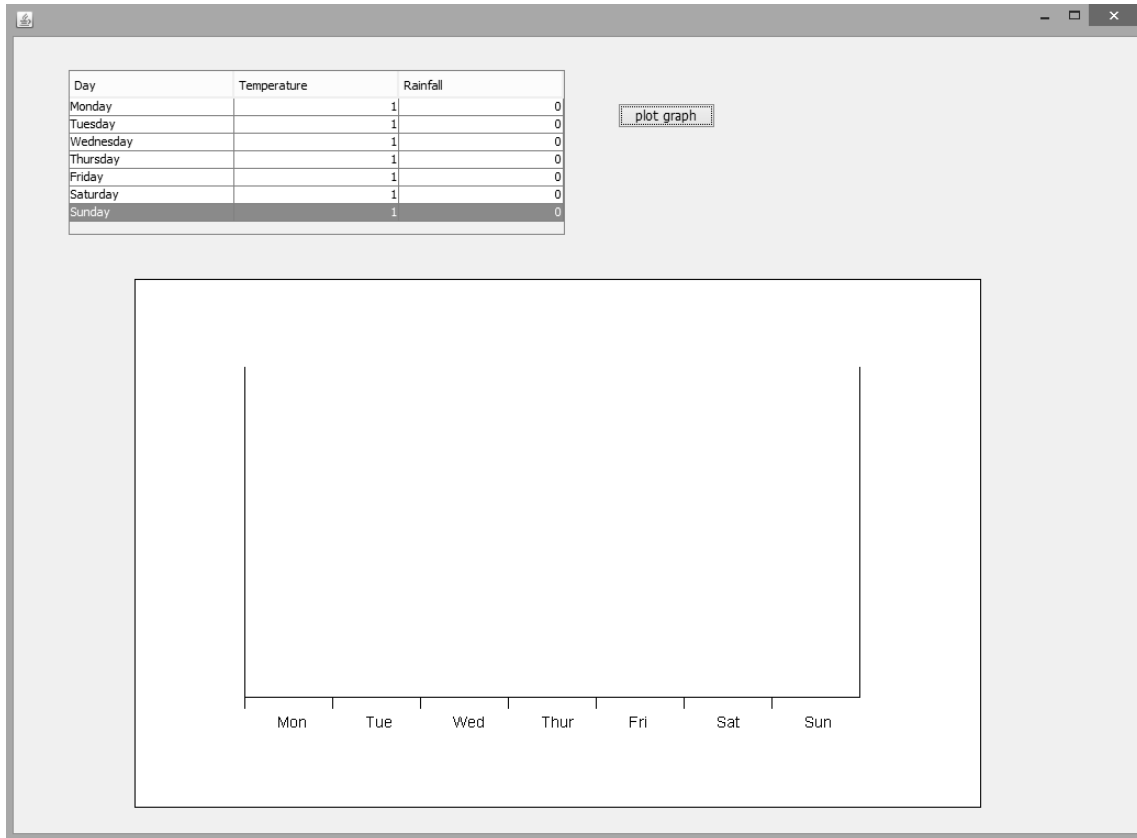 Day Temperature Rainfall
Monday 1 0
plot graph
Tuesday 1 0
Wednesday 1 0
Thursday 1 0
Friday 1 0
Saturday 1 0
Sunday 1 0
Mon Tue Wed Thur Fri Sat Sun